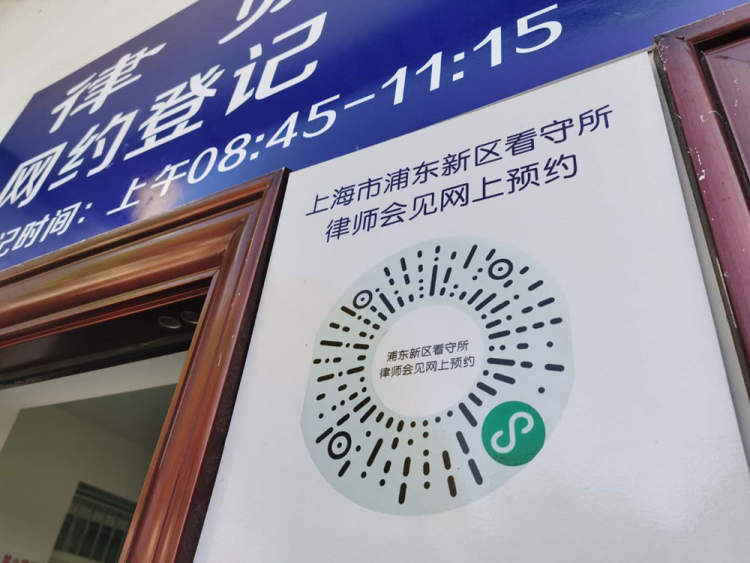 律师
网约登记
记时间：上午08:45-11:15
上海市浦东新区看守所
律师会见网上预约
浦东新区看守所
律师会见网上预约